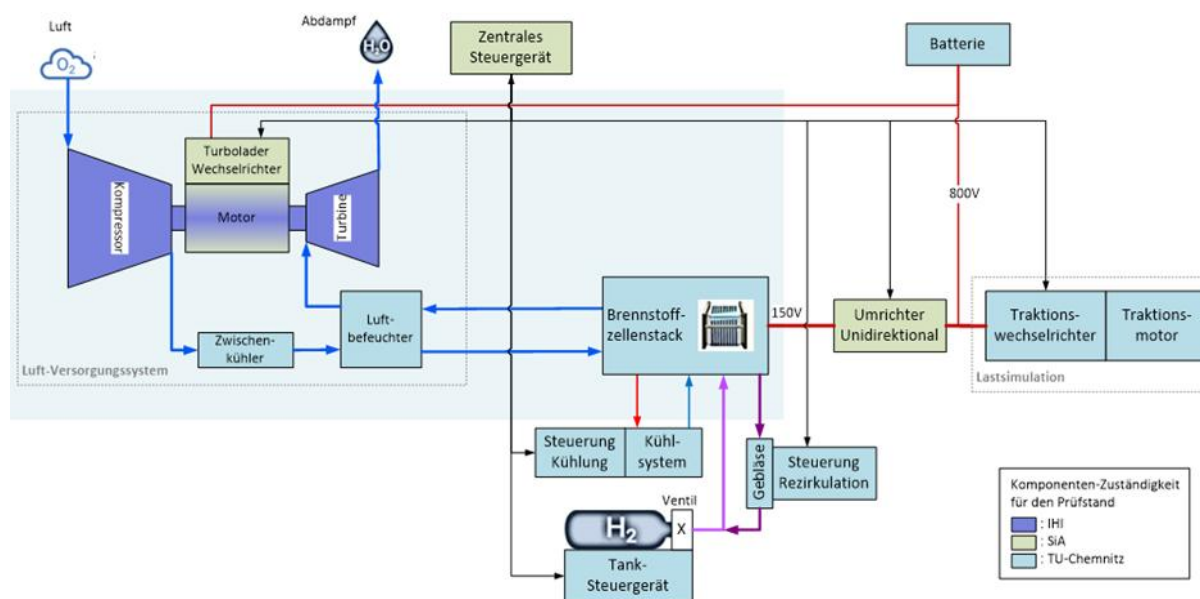 Luft
O₂
Abdampf
H₂O
Zentrales
Steuergerät
Batterie
Turbolader
Wechselrichter
Kompressor
Motor
Turbine
800V
Brennstoff-
zellenstack
150V
Umrichter
Unidirektional
Traktions-
wechselrichter
Traktions-
motor
Luft-
befeuchter
Zwischen-
kühler
Luft-Versorgungssystem
Lastsimulation
Steuerung
Kühlung
Kühl-
system
Gebläse
Steuerung
Rezirkulation
Ventil
H₂
X
Tank-
Steuergerät
Komponenten-Zuständigkeit
für den Prüfstand
: IHI
: SiA
: TU-Chemnitz